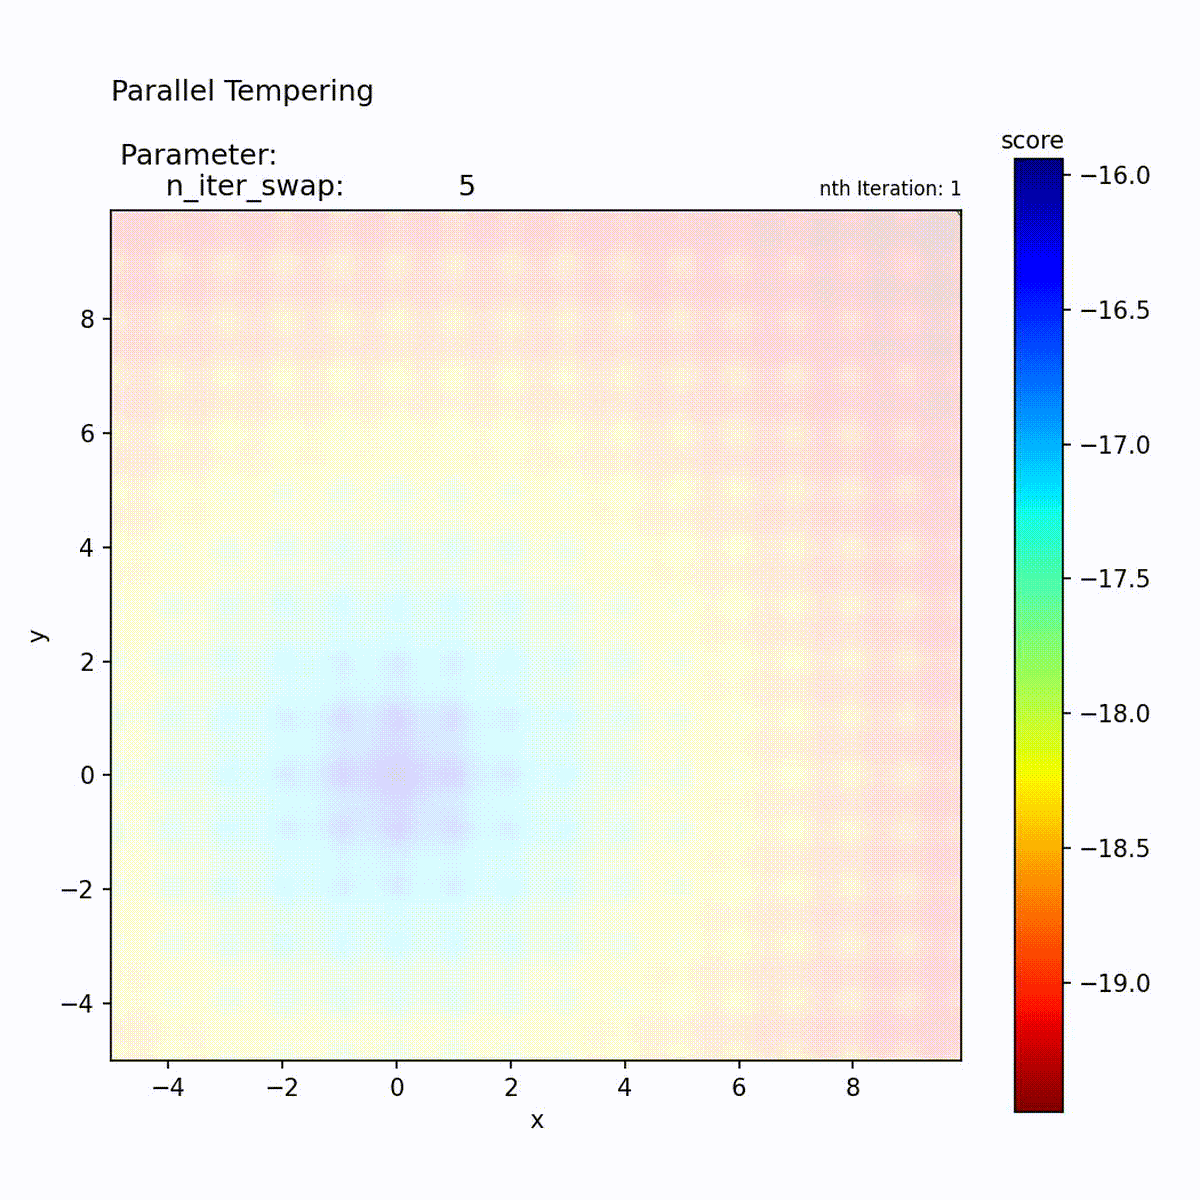 Parallel Tempering
Parameter:
n_iter_swap: 5
nth Iteration: 1
score
−16.0
−16.5
−17.0
−17.5
−18.0
−18.5
−19.0
8
6
4
2
0
−2
−4
y
−4 −2 0 2 4 6 8
x